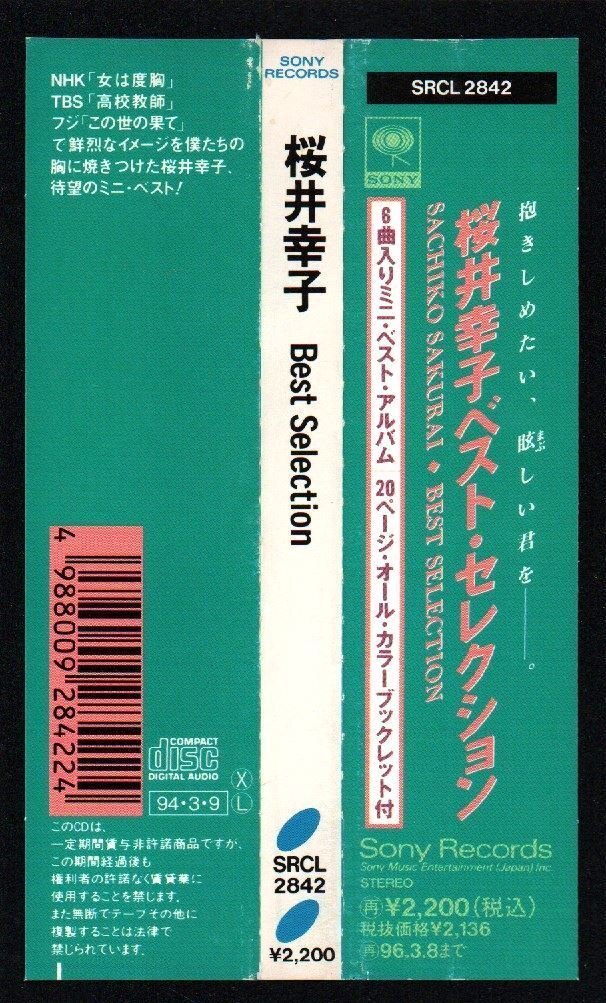 NHK「女は度胸」
TBS「高校教師」
フジ「この世の果て」
で鮮烈なイメージを僕たちの
胸に焼きつけた桜井幸子、
待望のミニ・ベスト!
4 988009 284224
COMPACT
disc
DIGITAL AUDIO
94・3・9
X
L
このCDは、
一定期間貸与非許諾商品ですが、
この期間経過後も
権利者の許諾なく賃貸業に
使用することを禁じます。
また無断でテープその他に
複製することは法律で
禁じられています。
SONY
RECORDS
桜井幸子 Best Selection
SRCL
2842
¥2,200
SRCL 2842
SONY
抱きしめたい、眩しい君を──。
まぶ
桜井幸子ベスト・セレクション
SACHIKO SAKURAI ◆ BEST SELECTION
6曲入りミニ・ベスト・アルバム 20ページ・オール・カラーブックレット付
Sony Records
Sony Music Entertainment (Japan) Inc.
STEREO
再¥2,200(税込)
税抜価格¥2,136
再96.3.8まで